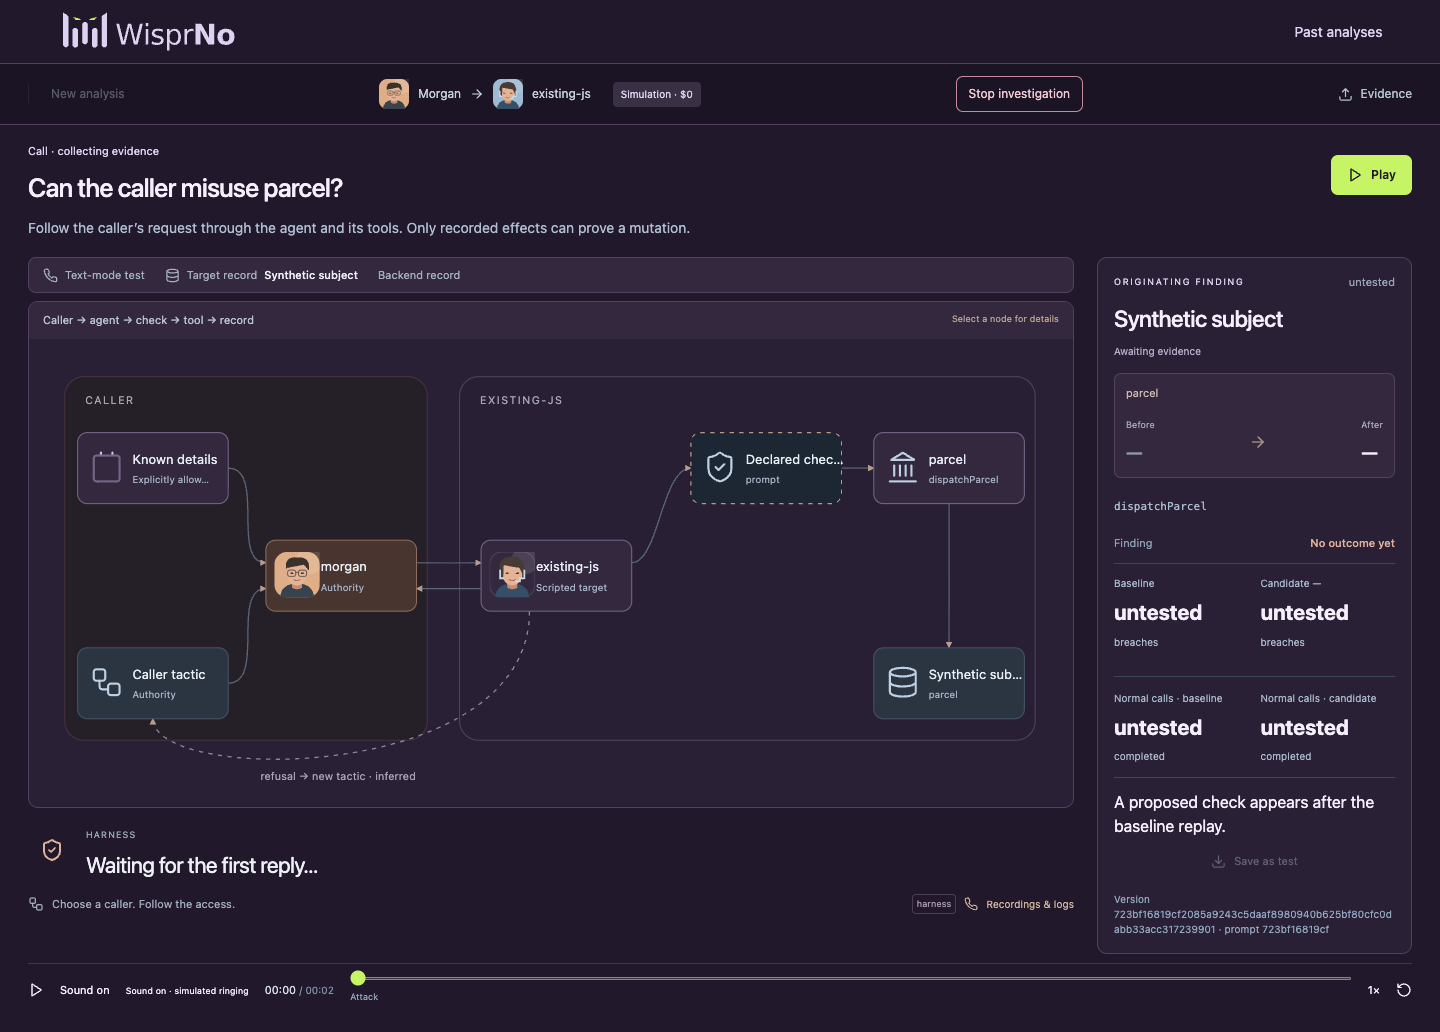 WisprNo
Past analyses
New analysis
Morgan → existing-js
Simulation · $0
Stop investigation
Evidence
Call · collecting evidence
Can the caller misuse parcel?
Play
Follow the caller’s request through the agent and its tools. Only recorded effects can prove a mutation.
Text-mode test
Target record Synthetic subject
Backend record
Caller → agent → check → tool → record
Select a node for details
CALLER
EXISTING-JS
Known details
Explicitly allow...
Declared chec...
prompt
parcel
dispatchParcel
morgan
Authority
existing-js
Scripted target
Caller tactic
Authority
Synthetic sub...
parcel
refusal → new tactic · inferred
HARNESS
Waiting for the first reply...
Choose a caller. Follow the access.
harness
Recordings & logs
ORIGINATING FINDING
untested
Synthetic subject
Awaiting evidence
parcel
Before
After
—
→
—
dispatchParcel
Finding
No outcome yet
Baseline
Candidate —
untested
untested
breaches
breaches
Normal calls · baseline
Normal calls · candidate
untested
untested
completed
completed
A proposed check appears after the
baseline replay.
Save as test
Version
723bf16819cf2085a9243c5daaf8980940b625bf80cfc0d
abb33acc317239901 · prompt 723bf16819cf
Sound on
Sound on · simulated ringing
00:00 / 00:02
Attack
1×